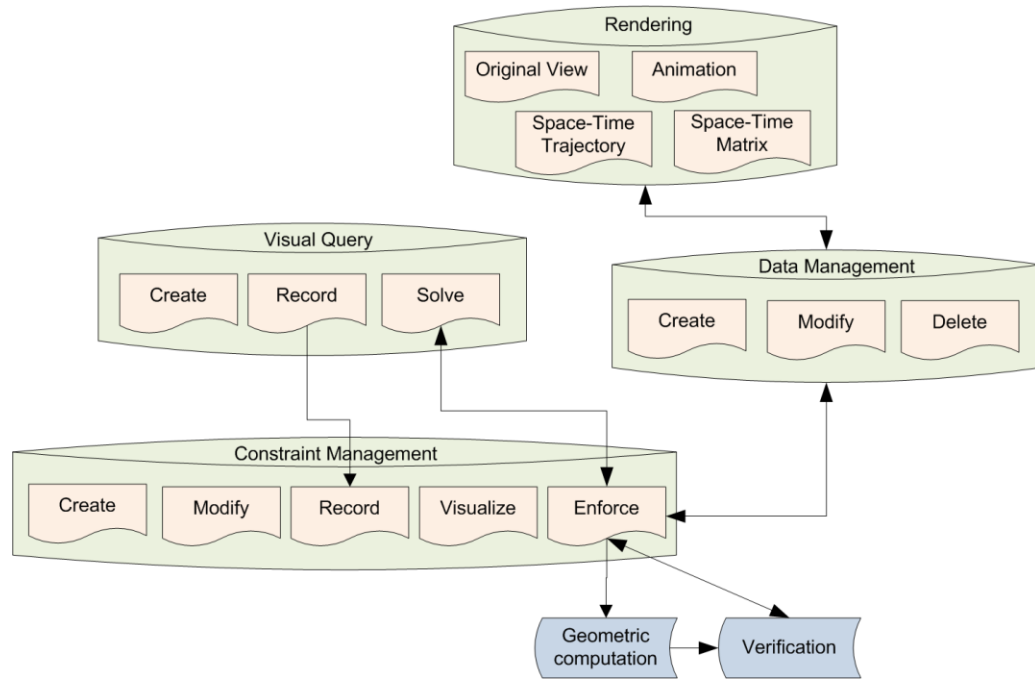 Rendering
Original View
Animation
Space-Time
Trajectory
Space-Time
Matrix
Visual Query
Create
Record
Solve
Data Management
Create
Modify
Delete
Constraint Management
Create
Modify
Record
Visualize
Enforce
Geometric
computation
Verification